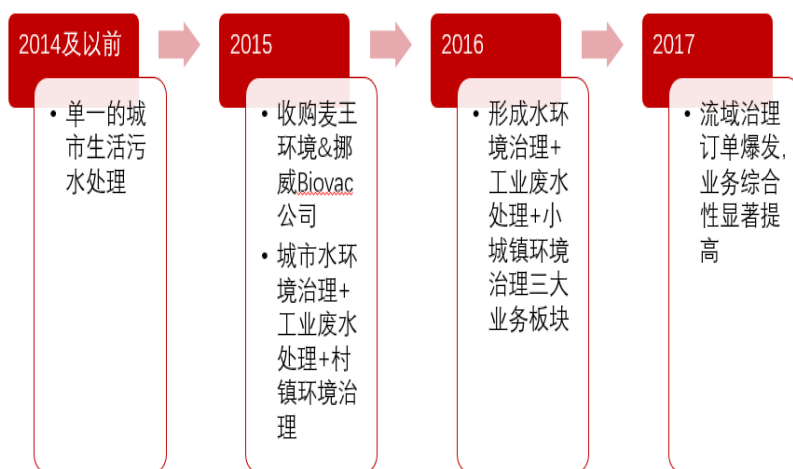 2014及以前
• 单一的城
市生活污
水处理
2015
• 收购麦王
环境&挪
威Biovac
公司
• 城市水环
境治理+
工业废水
处理+村
镇环境治
理
2016
• 形成水环
境治理+
工业废水
处理+小
城镇环境
治理三大
业务板块
2017
• 流域治理
订单爆发,
业务综合
性显著提
高